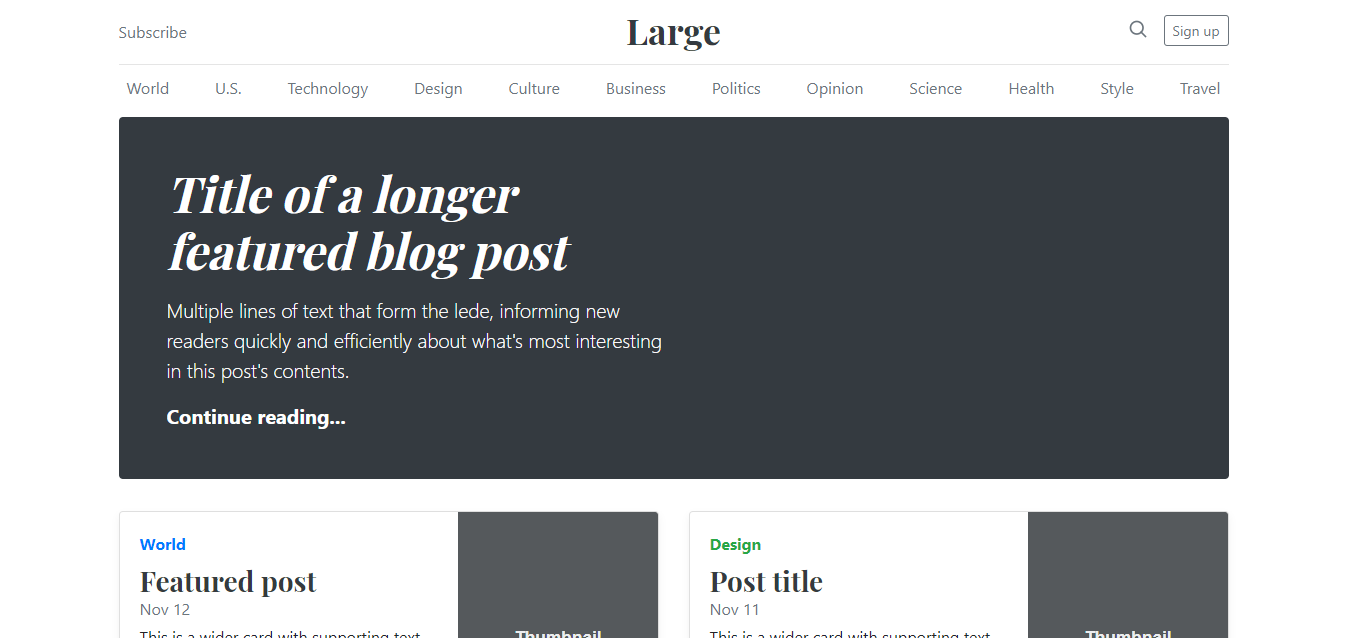 Subscribe
Large
Sign up
World U.S. Technology Design Culture Business Politics Opinion Science Health Style Travel
Title of a longer
featured blog post
Multiple lines of text that form the lede, informing new
readers quickly and efficiently about what's most interesting
in this post's contents.
Continue reading...
World
Featured post
Nov 12
This is a wider card with supporting text
Thumbnail
Design
Post title
Nov 11
This is a wider card with supporting text
Thumbnail